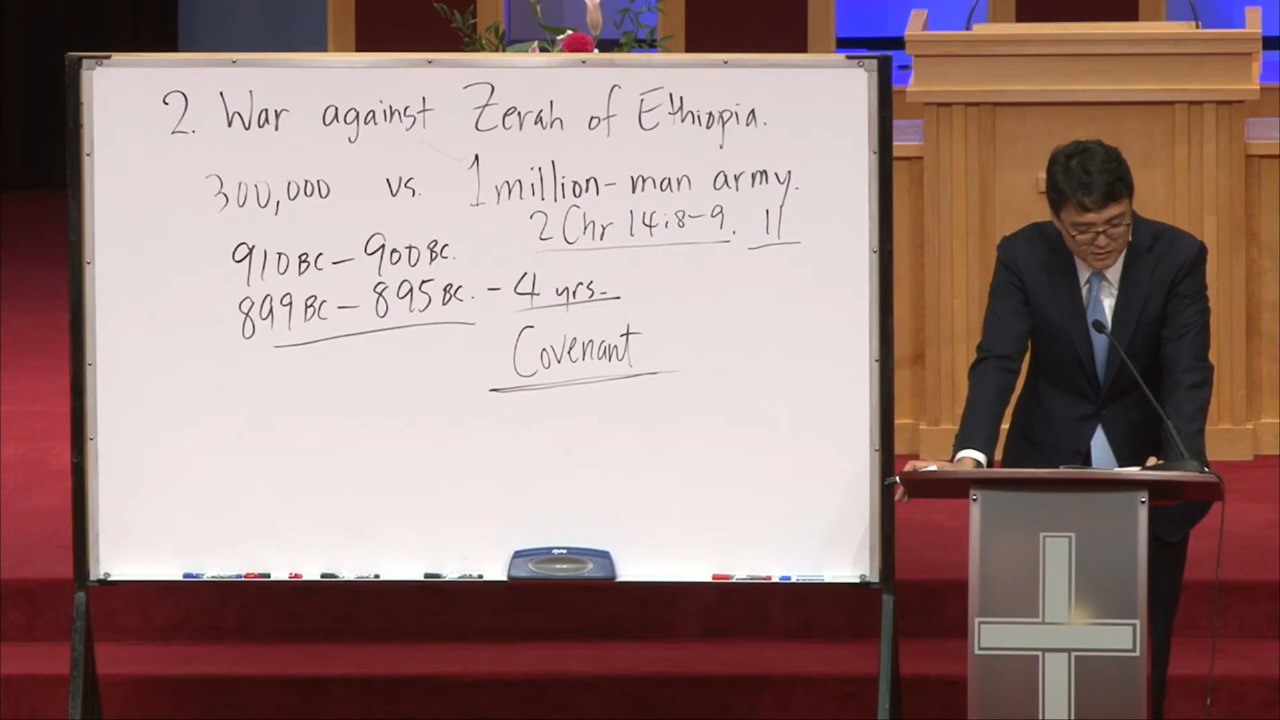 2. War against Zerah of Ethiopia.
300,000 vs. 1 million-man army.
2 Chr 14:8-9. 11
910 BC - 900 BC.
899 BC - 895 BC. - 4 yrs.
Covenant